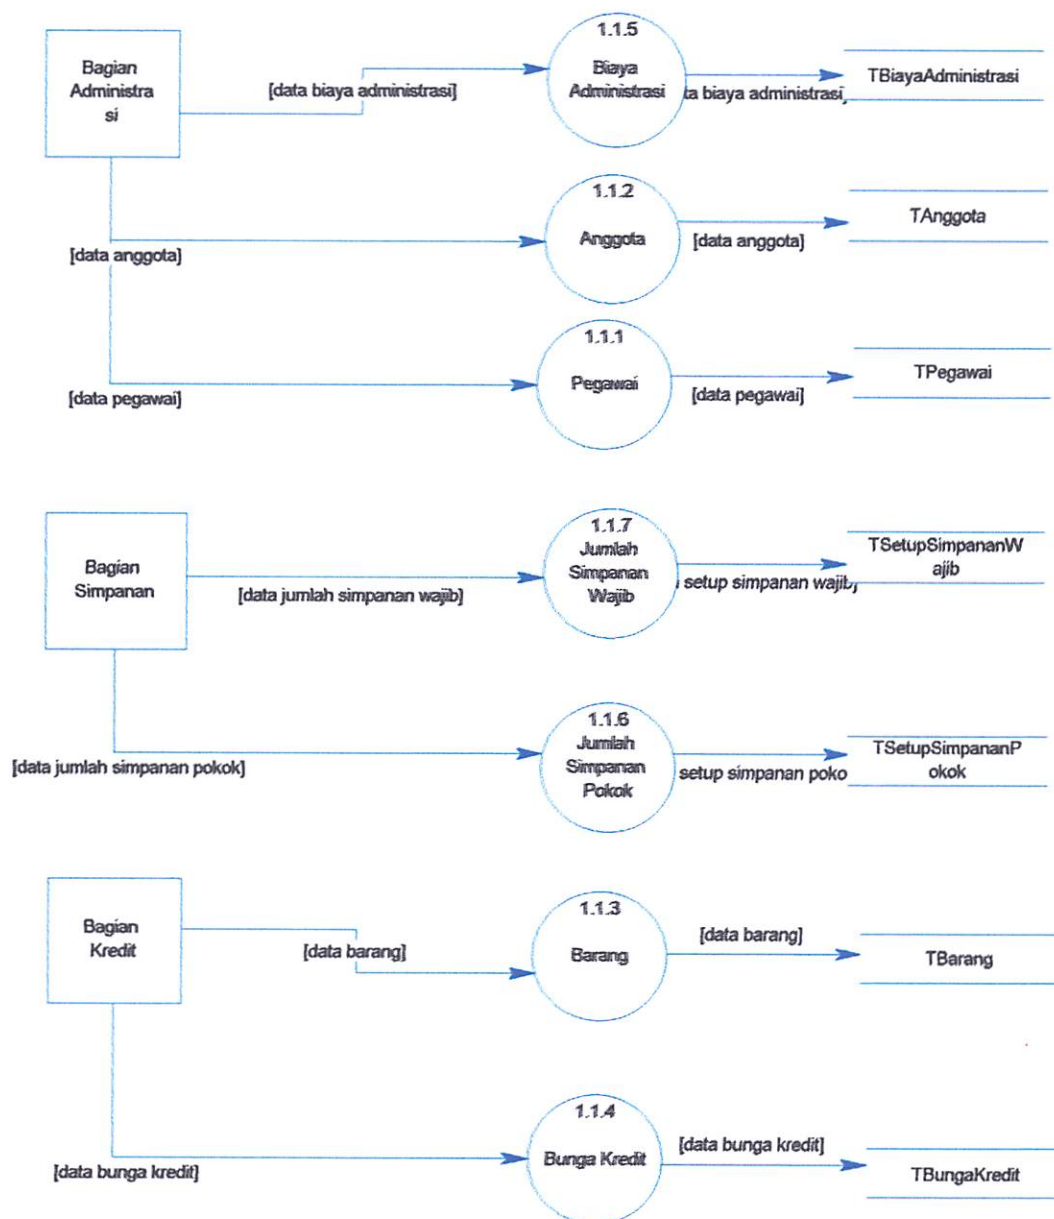 1.1.5
Bagian
Administra
si
[data biaya administrasi]
Biaya
Administrasi
ta biaya administrasi]
TBiayaAdministrasi
1.1.2
[data anggota]
Anggota
[data anggota]
TAnggota
1.1.1
[data pegawai]
Pegawai
[data pegawai]
TPegawai
Bagian
Simpanan
[data jumlah simpanan wajib]
1.1.7
Jumlah
Simpanan
Wajib
setup simpanan wajib]
TSetupSimpananW
ajib
[data jumlah simpanan pokok]
1.1.6
Jumlah
Simpanan
Pokok
setup simpanan poko
TSetupSimpananP
okok
Bagian
Kredit
[data barang]
1.1.3
Barang
[data barang]
TBarang
[data bunga kredit]
1.1.4
Bunga Kredit
[data bunga kredit]
TBungaKredit